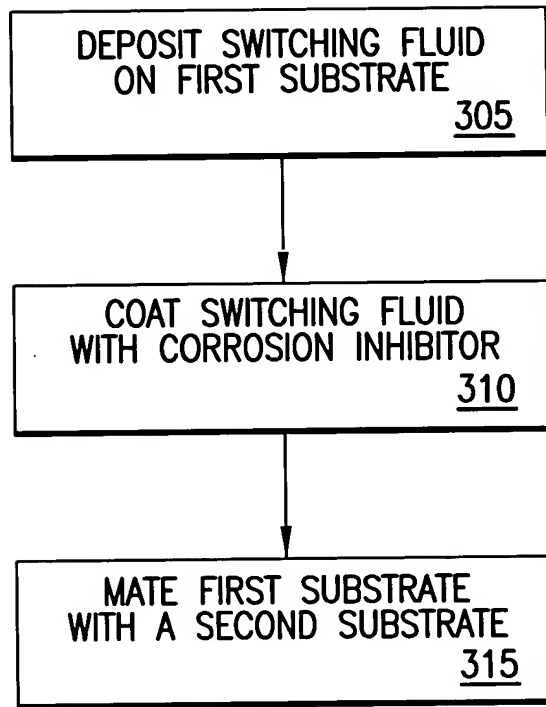 DEPOSIT SWITCHING FLUID
ON FIRST SUBSTRATE
305
COAT SWITCHING FLUID
WITH CORROSION INHIBITOR
310
MATE FIRST SUBSTRATE
WITH A SECOND SUBSTRATE
315